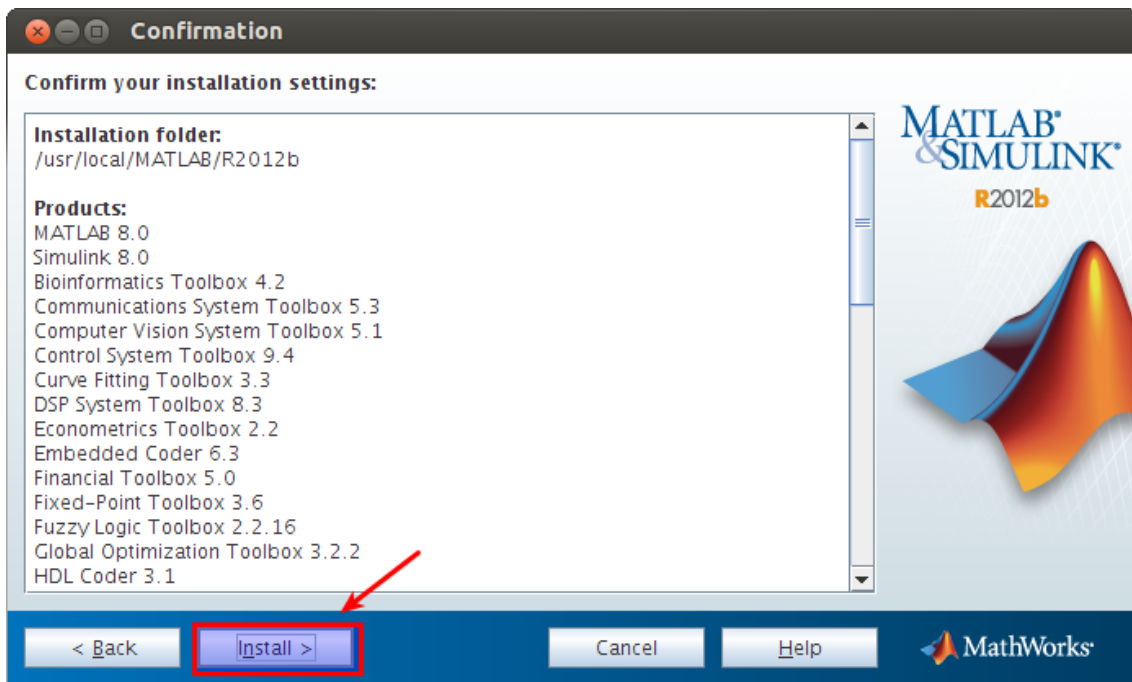 Confirmation
Confirm your installation settings:
Installation folder:
/usr/local/MATLAB/R2012b
Products:
MATLAB 8.0
Simulink 8.0
Bioinformatics Toolbox 4.2
Communications System Toolbox 5.3
Computer Vision System Toolbox 5.1
Control System Toolbox 9.4
Curve Fitting Toolbox 3.3
DSP System Toolbox 8.3
Econometrics Toolbox 2.2
Embedded Coder 6.3
Financial Toolbox 5.0
Fixed-Point Toolbox 3.6
Fuzzy Logic Toolbox 2.2.16
Global Optimization Toolbox 3.2.2
HDL Coder 3.1
MATLAB®
&SIMULINK®
R2012b
< Back
Install >
Cancel
Help
MathWorks®